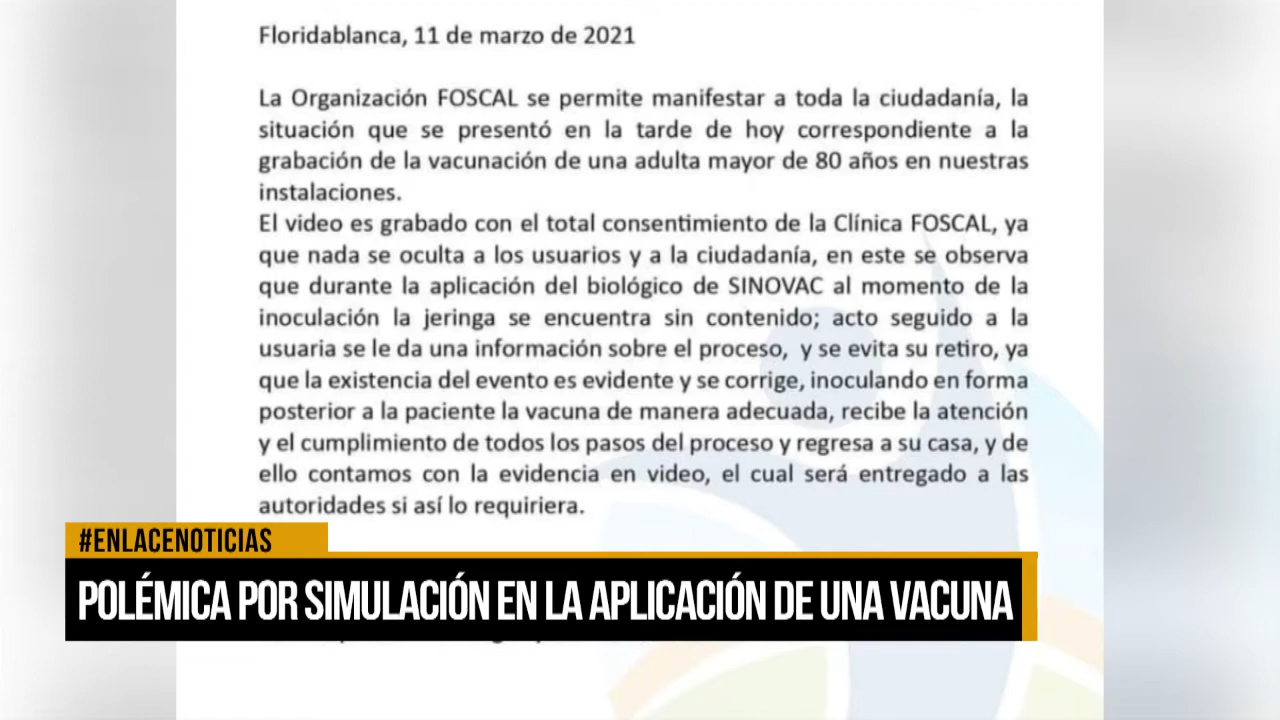 Floridablanca, 11 de marzo de 2021
La Organización FOSCAL se permite manifestar a toda la ciudadanía, la
situación que se presentó en la tarde de hoy correspondiente a la
grabación de la vacunación de una adulta mayor de 80 años en nuestras
instalaciones.
El video es grabado con el total consentimiento de la Clínica FOSCAL, ya
que nada se oculta a los usuarios y a la ciudadanía, en este se observa
que durante la aplicación del biológico de SINOVAC al momento de la
inoculación la jeringa se encuentra sin contenido; acto seguido a la
usuaria se le da una información sobre el proceso, y se evita su retiro, ya
que la existencia del evento es evidente y se corrige, inoculando en forma
posterior a la paciente la vacuna de manera adecuada, recibe la atención
y el cumplimiento de todos los pasos del proceso y regresa a su casa, y de
ello contamos con la evidencia en video, el cual será entregado a las
autoridades si así lo requiriera.
#ENLACENOTICIAS
POLÉMICA POR SIMULACIÓN EN LA APLICACIÓN DE UNA VACUNA